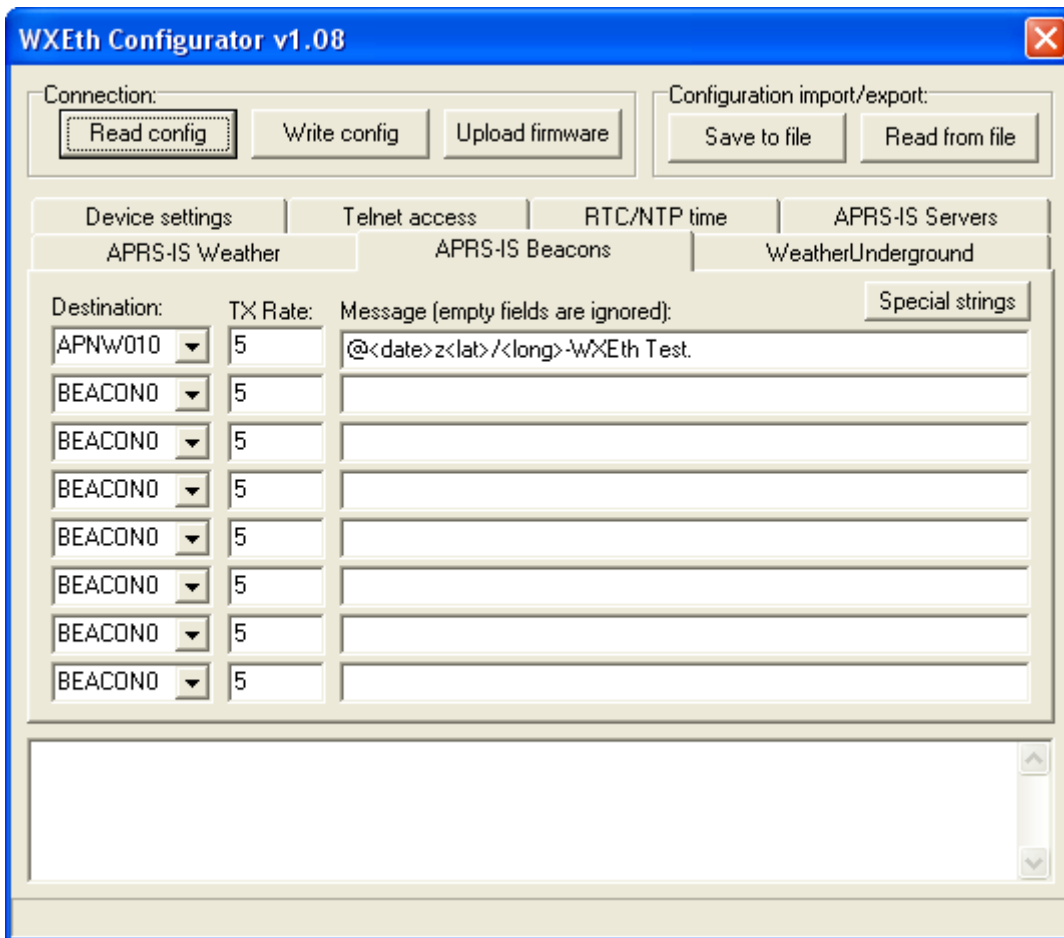 WXEth Configurator v1.08
Connection:
Read config Write config Upload firmware
Configuration import/export:
Save to file Read from file
Device settings Telnet access RTC/NTP time APRS-IS Servers
APRS-IS Weather APRS-IS Beacons WeatherUnderground
Destination: TX Rate: Message (empty fields are ignored): Special strings
APNW010 5 @<date>z<lat>/<long>-WXEth Test.
BEACON0 5
BEACON0 5
BEACON0 5
BEACON0 5
BEACON0 5
BEACON0 5
BEACON0 5